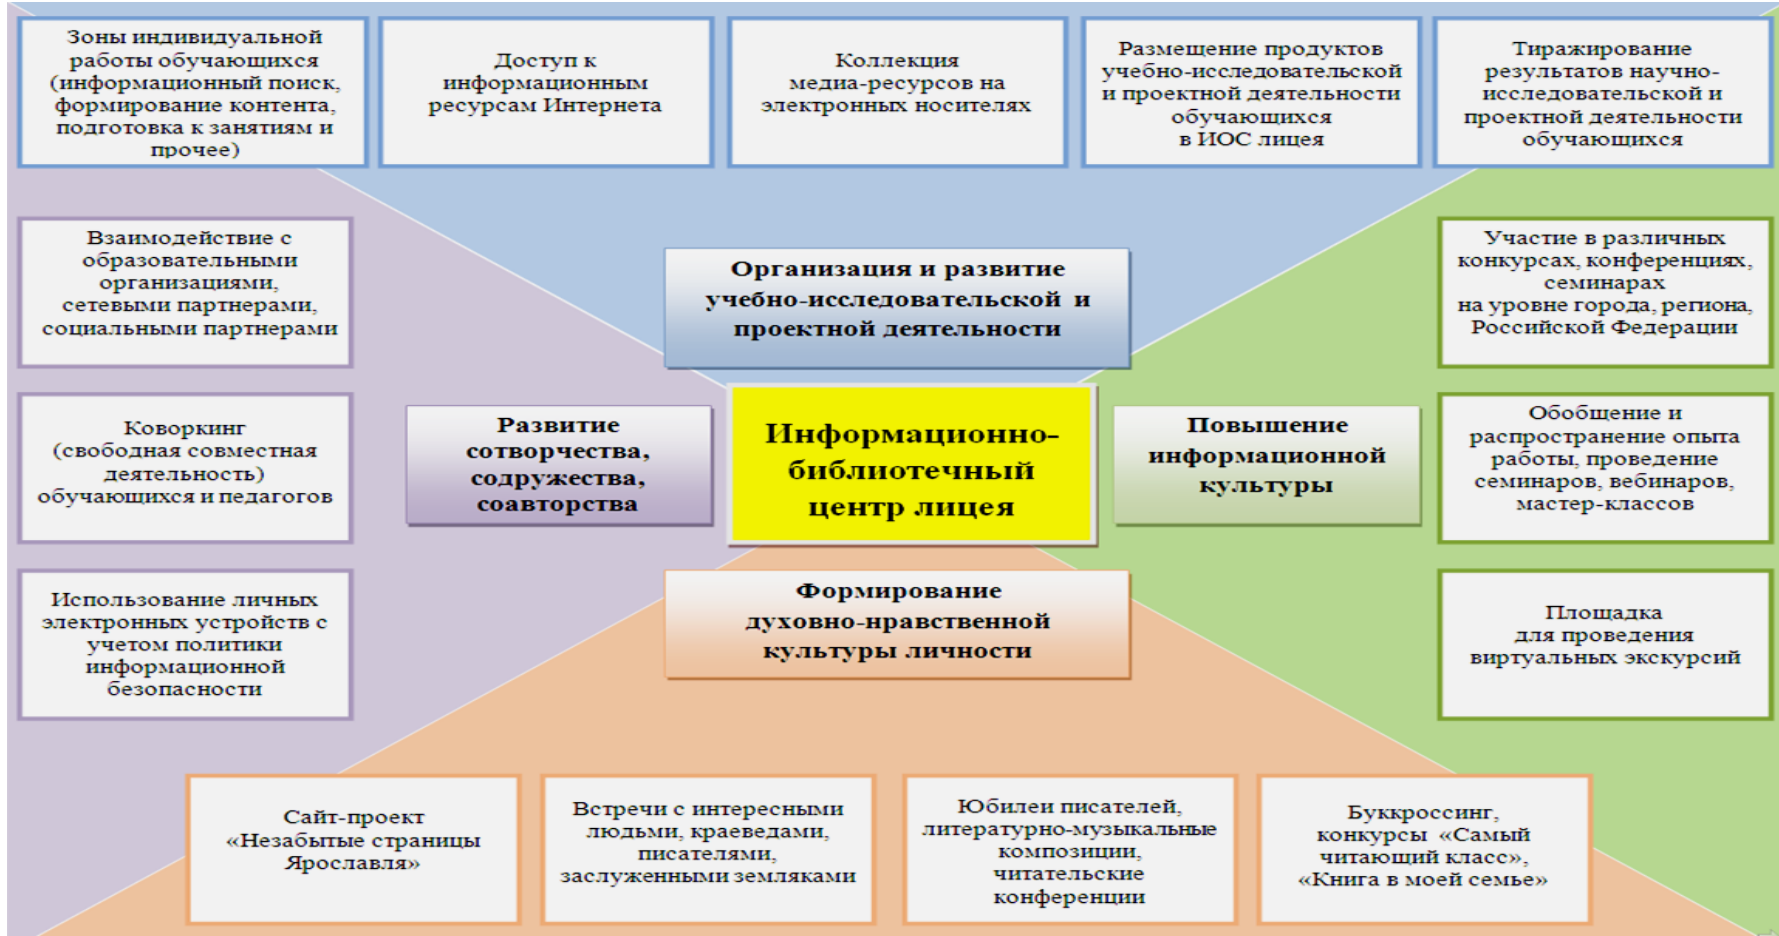 Зоны индивидуальной
работы обучающихся
(информационный поиск,
формирование контента,
подготовка к занятиям и
прочее)
Доступ к
информационным
ресурсам Интернета
Коллекция
медиа-ресурсов на
электронных носителях
Размещение продуктов
учебно-исследовательской
и проектной деятельности
обучающихся
в ИОС лицея
Тиражирование
результатов научно-
исследовательской и
проектной деятельности
обучающихся
Взаимодействие с
образовательными
организациями,
сетевыми партнерами,
социальными партнерами
Организация и развитие
учебно-исследовательской и
проектной деятельности
Участие в различных
конкурсах, конференциях,
семинарах
на уровне города, региона,
Российской Федерации
Коворкинг
(свободная совместная
деятельность)
обучающихся и педагогов
Развитие
сотворчества,
содружества,
соавторства
Информационно-
библиотечный
центр лицея
Повышение
информационной
культуры
Обобщение и
распространение опыта
работы, проведение
семинаров, вебинаров,
мастер-классов
Использование личных
электронных устройств с
учетом политики
информационной
безопасности
Формирование
духовно-нравственной
культуры личности
Площадка
для проведения
виртуальных экскурсий
Сайт-проект
«Незабытые страницы
Ярославля»
Встречи с интересными
людьми, краеведами,
писателями,
заслуженными земляками
Юбилеи писателей,
литературно-музыкальные
композиции,
читательские
конференции
Буккроссинг,
конкурсы «Самый
читающий класс»,
«Книга в моей семье»